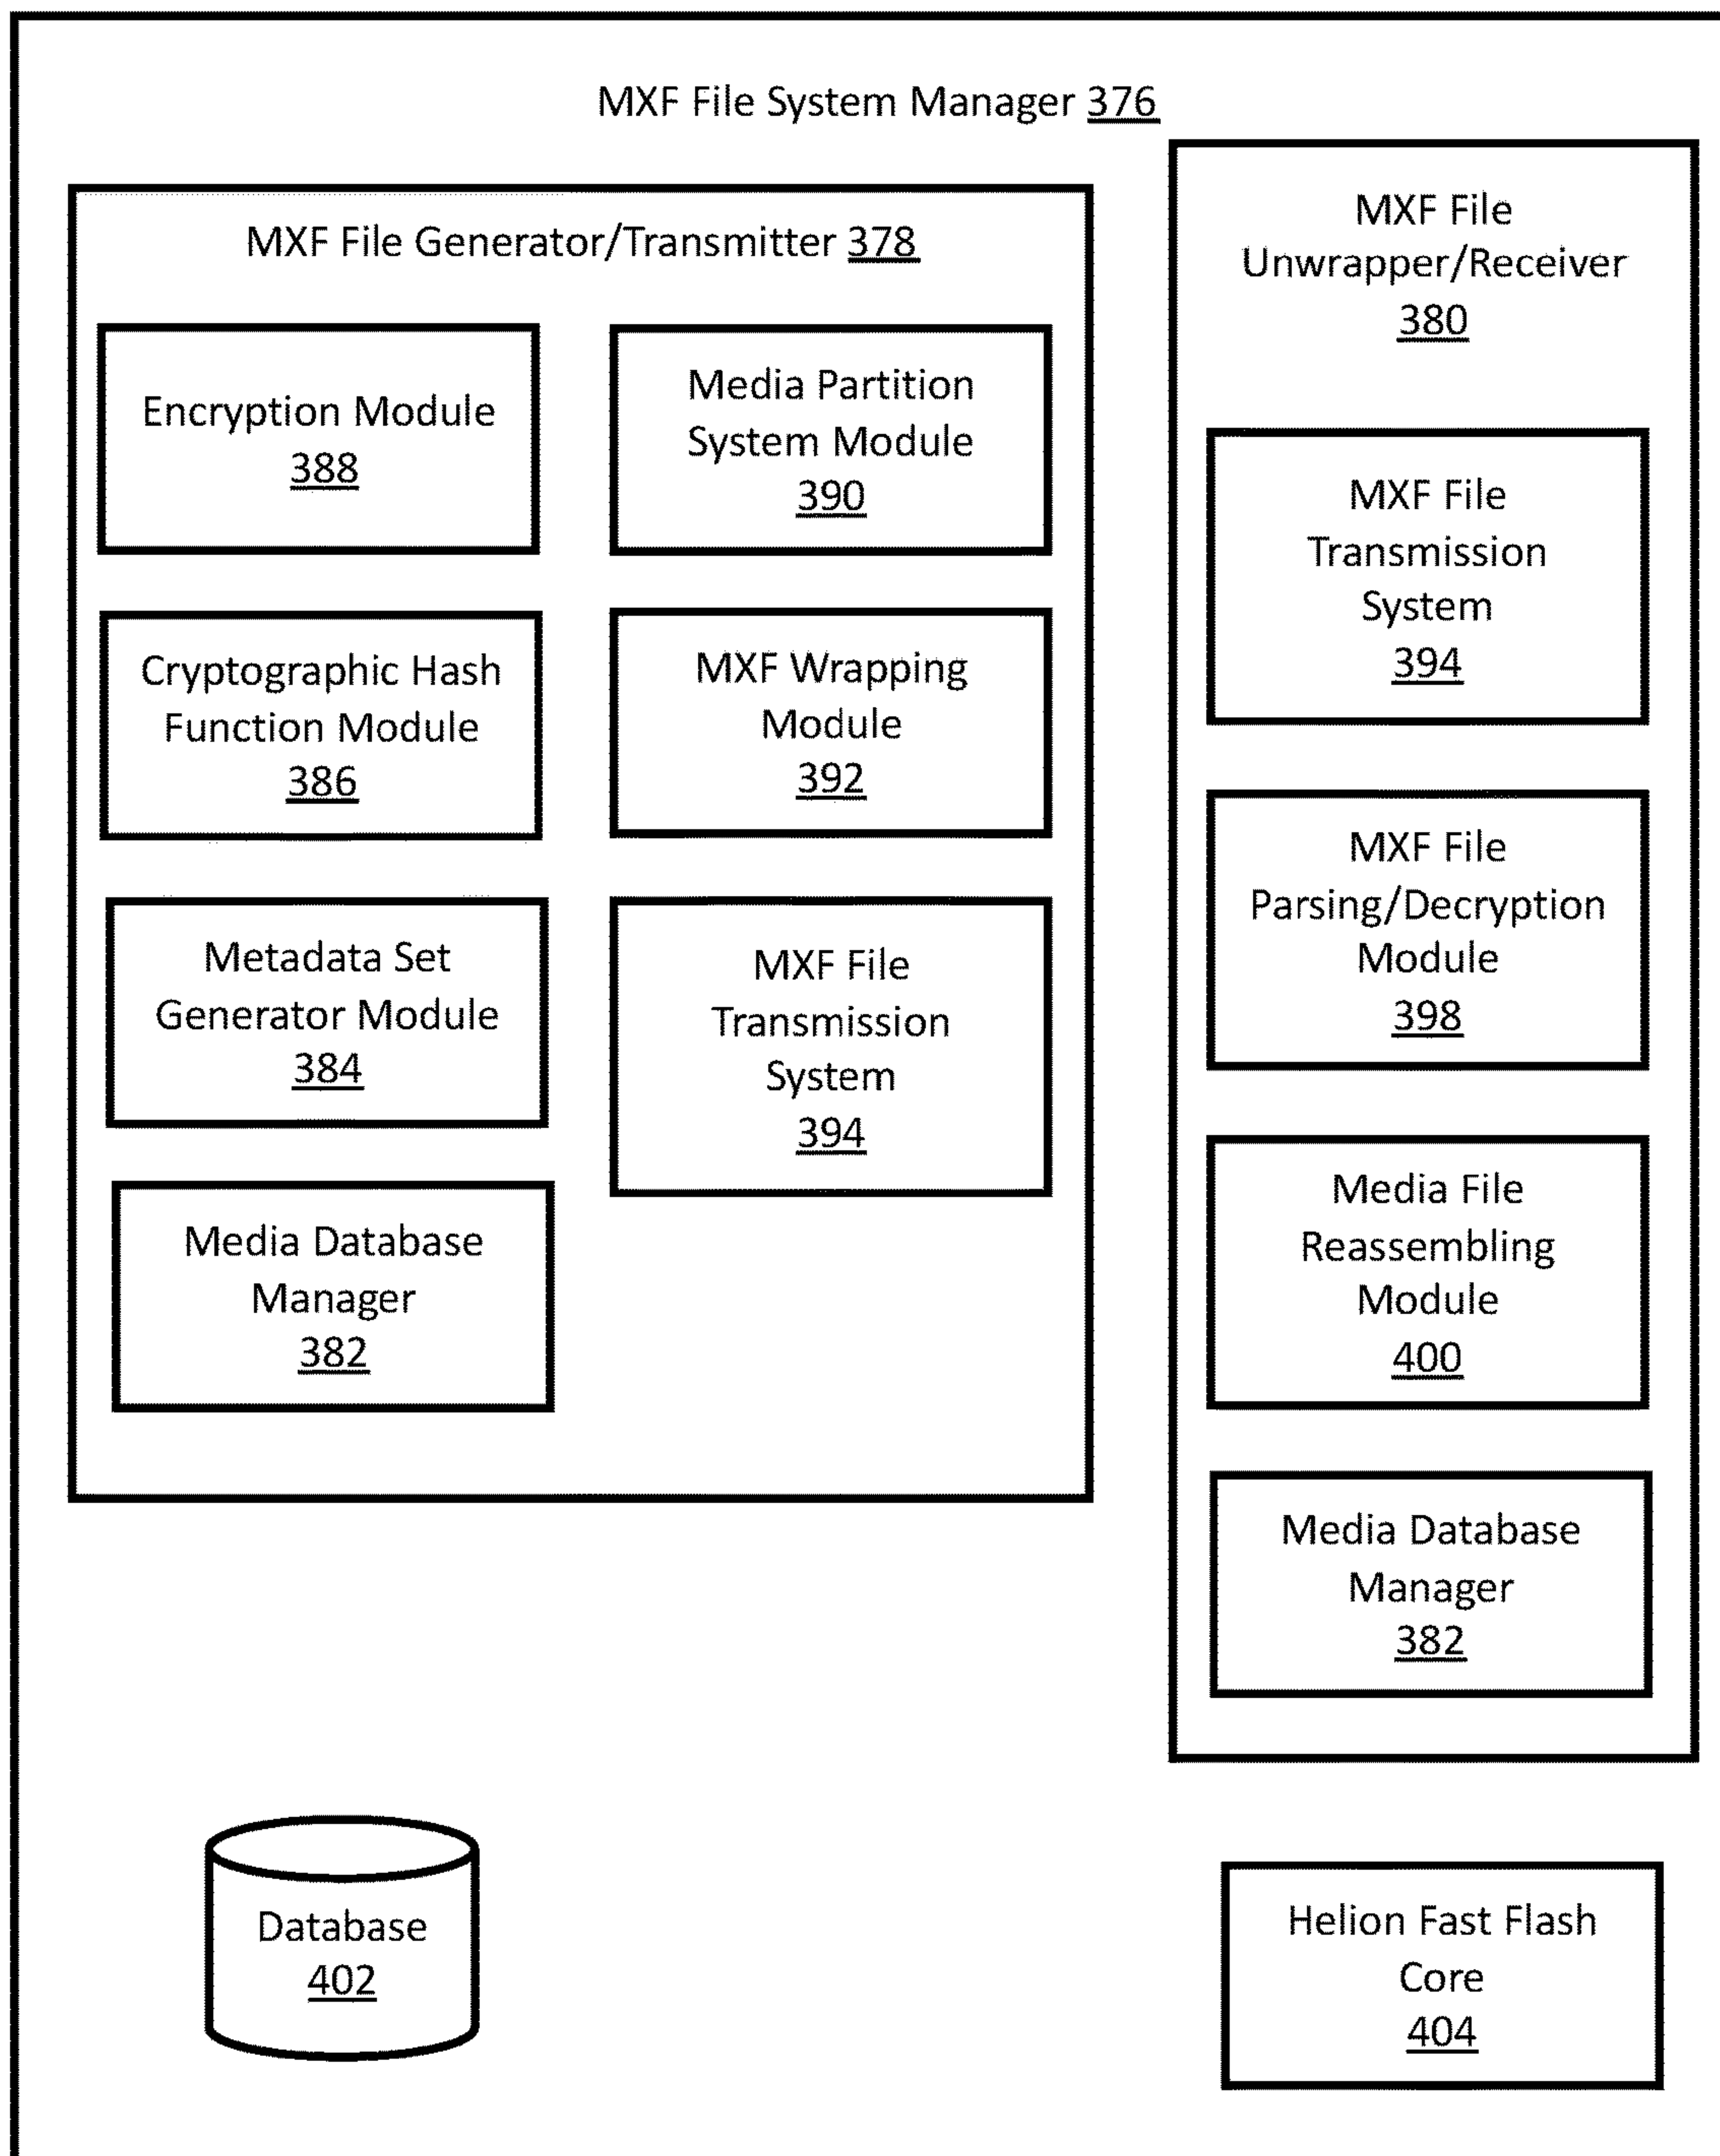 MXF File System Manager 376
MXF File Generator/Transmitter 378
Encryption Module
388
Media Partition
System Module
390
Cryptographic Hash
Function Module
386
MXF Wrapping
Module
392
Metadata Set
Generator Module
384
MXF File
Transmission
System
394
Media Database
Manager
382
MXF File
Unwrapper/Receiver
380
MXF File
Transmission
System
394
MXF File
Parsing/Decryption
Module
398
Media File
Reassembling
Module
400
Media Database
Manager
382
Database
402
Helion Fast Flash
Core
404